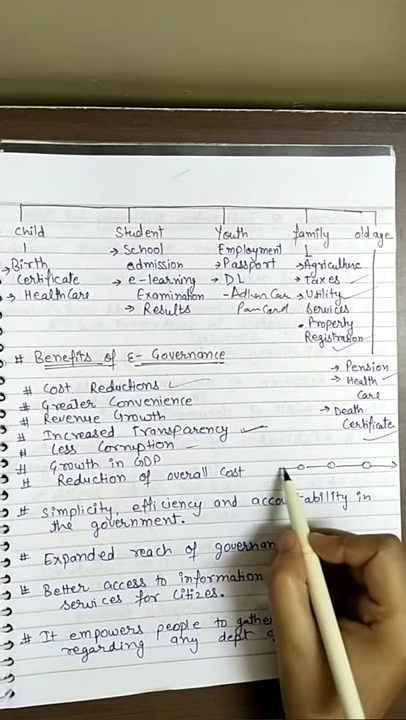 child Student Youth family old age
→ Birth
Certificate
→ HealthCare
→ School
admission
→ e-learning
Examination
→ Results
Employment
→ Passport
→ DL
- Adhar Car
Pan Card
→ Agriculture
→ Taxes
→ Utility
Services
• Property
Registration
→ Pension
→ Health
Care
→ Death
Certificate
# Benefits of E-Governance
# Cost Reductions
# Greater Convenience
# Revenue Growth
# Increased Transparency
# Less Corruption
# Growth in GDP
# Reduction of overall Cost
# Simplicity, efficiency and accountability in
the government.
# Expanded reach of governan
# Better access to information
services for Citizes.
# It empowers people to gather
regarding any dept